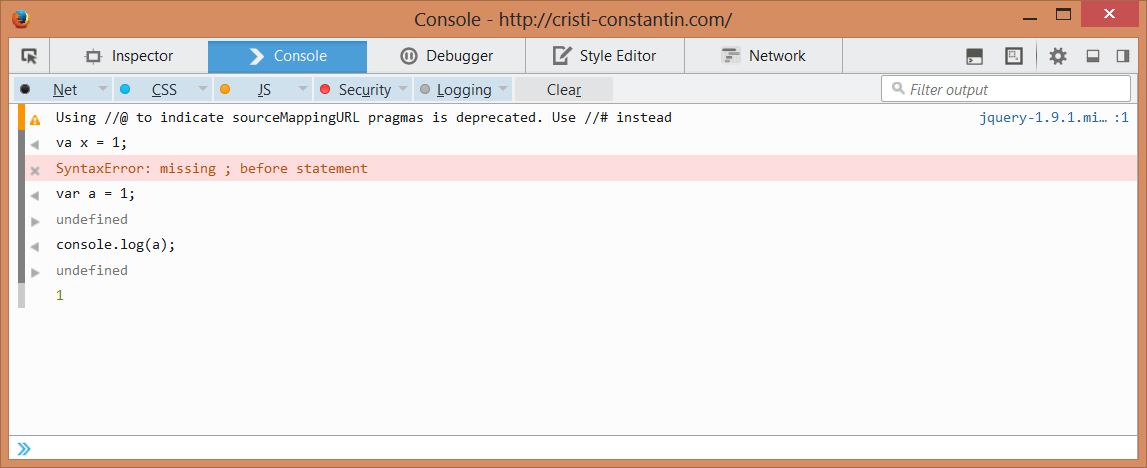 Console - http://cristi-constantin.com/
Inspector Console Debugger Style Editor Network
Net CSS JS Security Logging Clear Filter output
Using //@ to indicate sourceMappingURL pragmas is deprecated. Use //# instead jquery-1.9.1.mi… :1
va x = 1;
SyntaxError: missing ; before statement
var a = 1;
undefined
console.log(a);
undefined
1